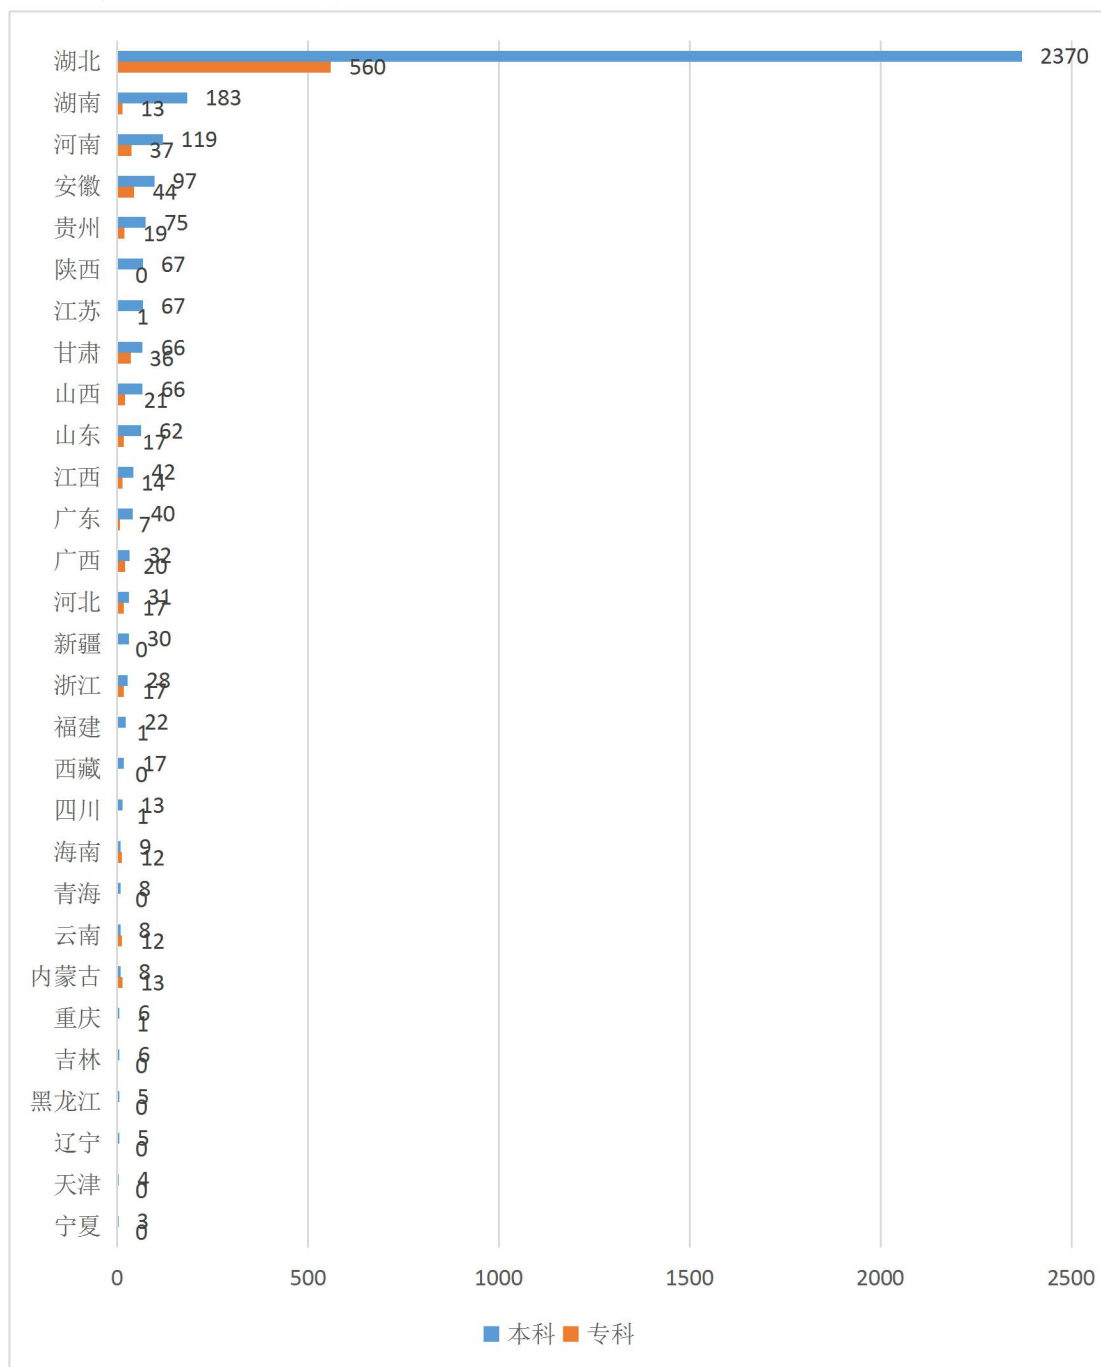 湖北 2370
560
湖南 183
13
河南 119
37
安徽 97
44
贵州 75
19
陕西 67
0
江苏 67
1
甘肃 66
36
山西 66
21
山东 62
17
江西 42
14
广东 40
7
广西 32
20
河北 31
17
新疆 30
0
浙江 28
17
福建 22
1
西藏 17
0
四川 13
1
海南 9
12
青海 8
0
云南 8
12
内蒙古 8
13
重庆 6
1
吉林 6
0
黑龙江 5
0
辽宁 5
0
天津 4
0
宁夏 3
0
0 500 1000 1500 2000 2500
本科 专科